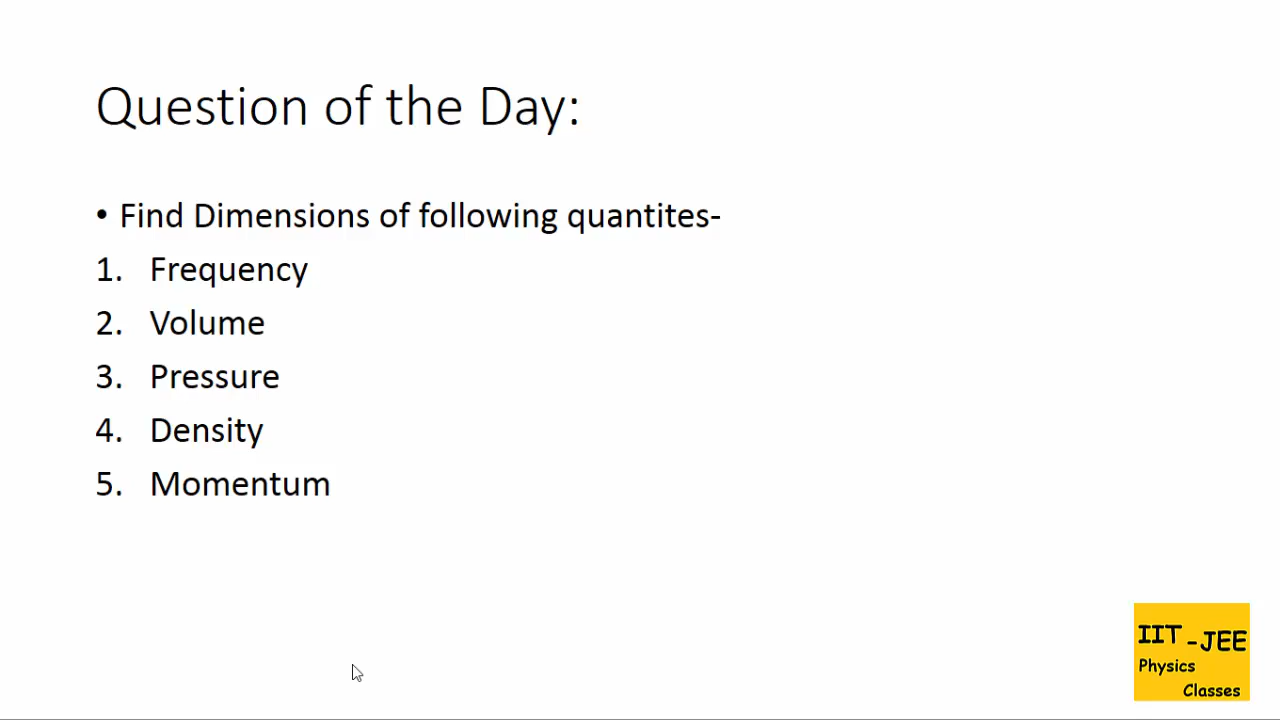 Question of the Day:
• Find Dimensions of following quantites-
1. Frequency
2. Volume
3. Pressure
4. Density
5. Momentum
IIT -JEE
Physics
Classes